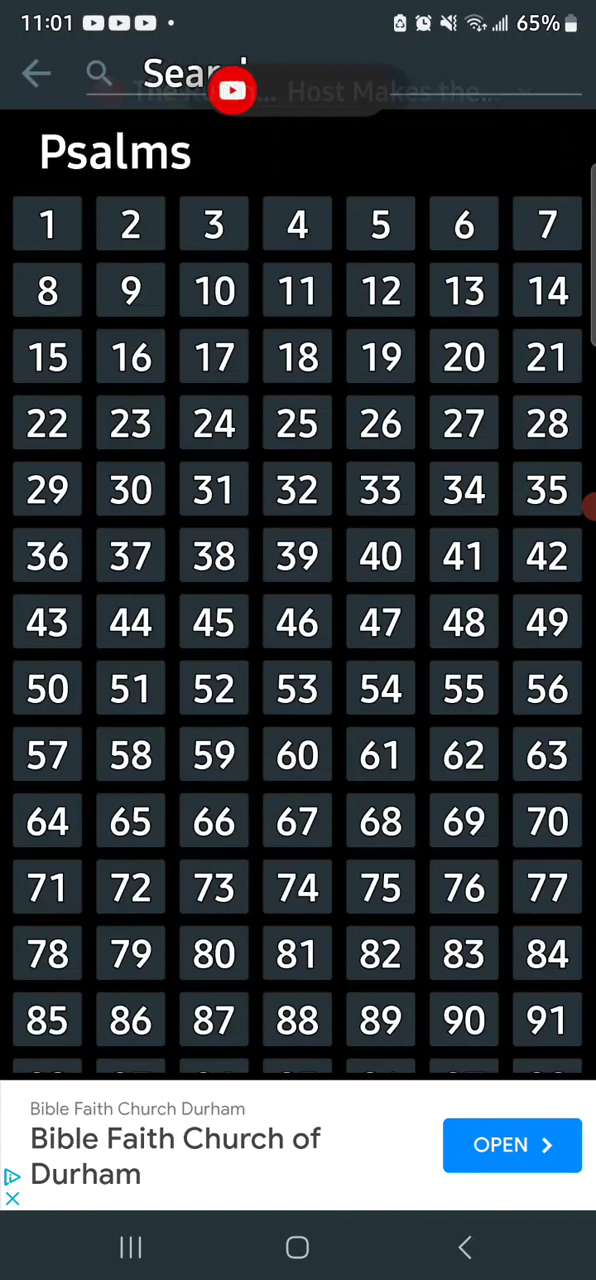 11:01 65%
Host Makes the...
Psalms
1 2 3 4 5 6 7
8 9 10 11 12 13 14
15 16 17 18 19 20 21
22 23 24 25 26 27 28
29 30 31 32 33 34 35
36 37 38 39 40 41 42
43 44 45 46 47 48 49
50 51 52 53 54 55 56
57 58 59 60 61 62 63
64 65 66 67 68 69 70
71 72 73 74 75 76 77
78 79 80 81 82 83 84
85 86 87 88 89 90 91
Bible Faith Church Durham
Bible Faith Church of
Durham
OPEN